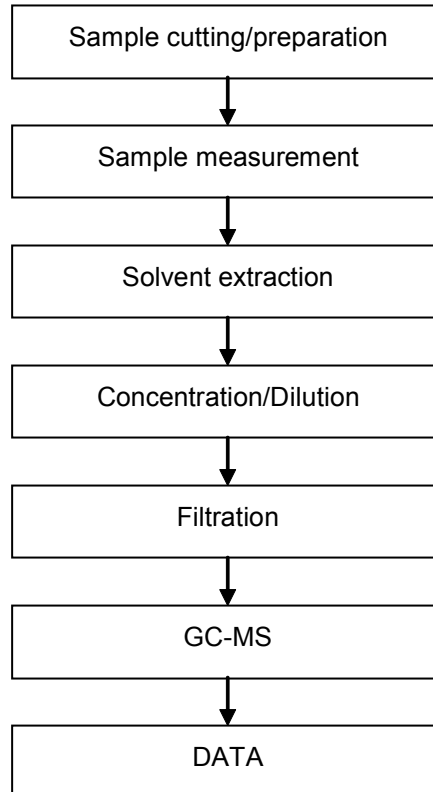 Sample cutting/preparation
Sample measurement
Solvent extraction
Concentration/Dilution
Filtration
GC-MS
DATA